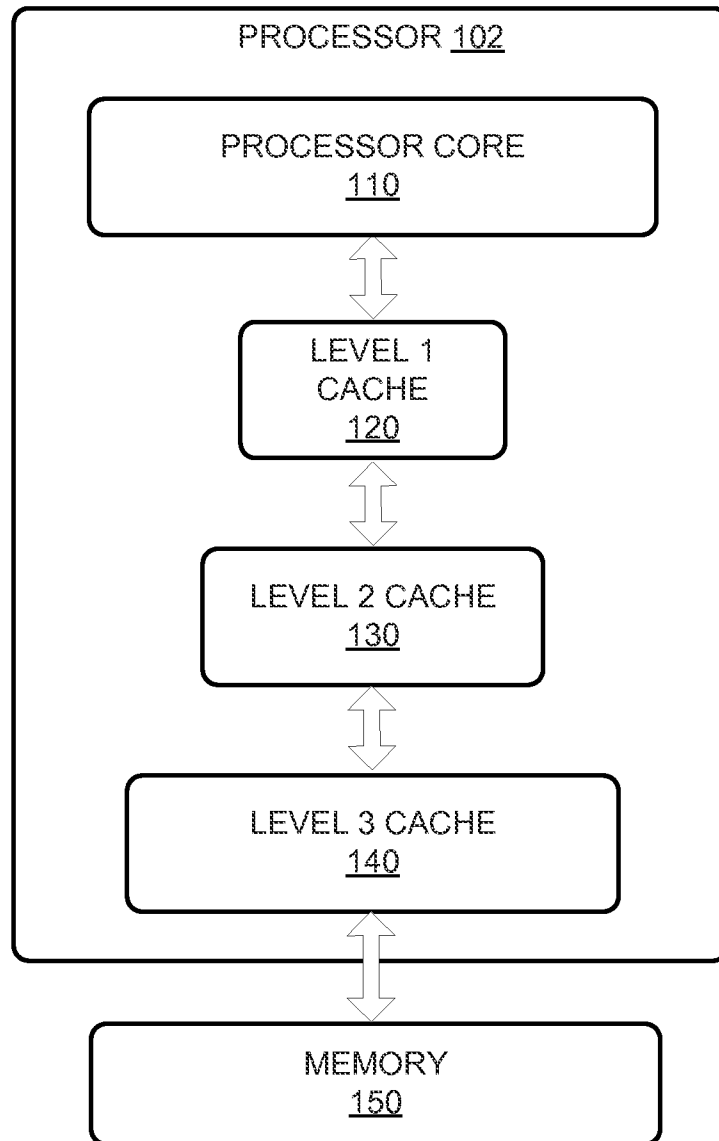 PROCESSOR 102
PROCESSOR CORE
110
LEVEL 1
CACHE
120
LEVEL 2 CACHE
130
LEVEL 3 CACHE
140
MEMORY
150